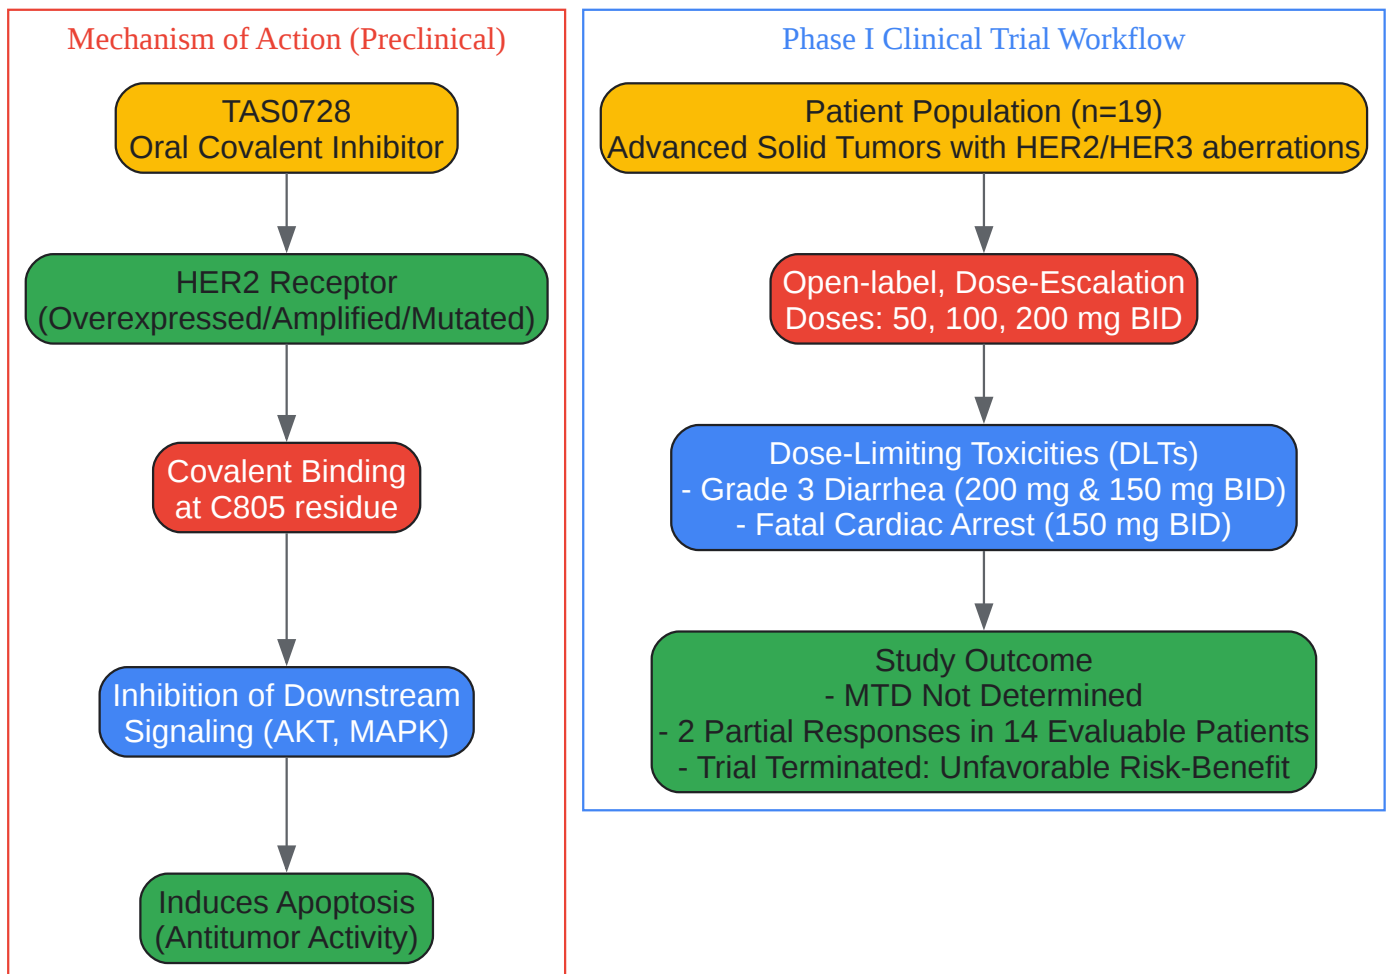 Mechanism of Action (Preclinical)
TAS0728
Oral Covalent Inhibitor
HER2 Receptor
(Overexpressed/Amplified/Mutated)
Covalent Binding
at C805 residue
Inhibition of Downstream
Signaling (AKT, MAPK)
Induces Apoptosis
(Antitumor Activity)
Phase I Clinical Trial Workflow
Patient Population (n=19)
Advanced Solid Tumors with HER2/HER3 aberrations
Open-label, Dose-Escalation
Doses: 50, 100, 200 mg BID
Dose-Limiting Toxicities (DLTs)
- Grade 3 Diarrhea (200 mg & 150 mg BID)
- Fatal Cardiac Arrest (150 mg BID)
Study Outcome
- MTD Not Determined
- 2 Partial Responses in 14 Evaluable Patients
- Trial Terminated: Unfavorable Risk-Benefit